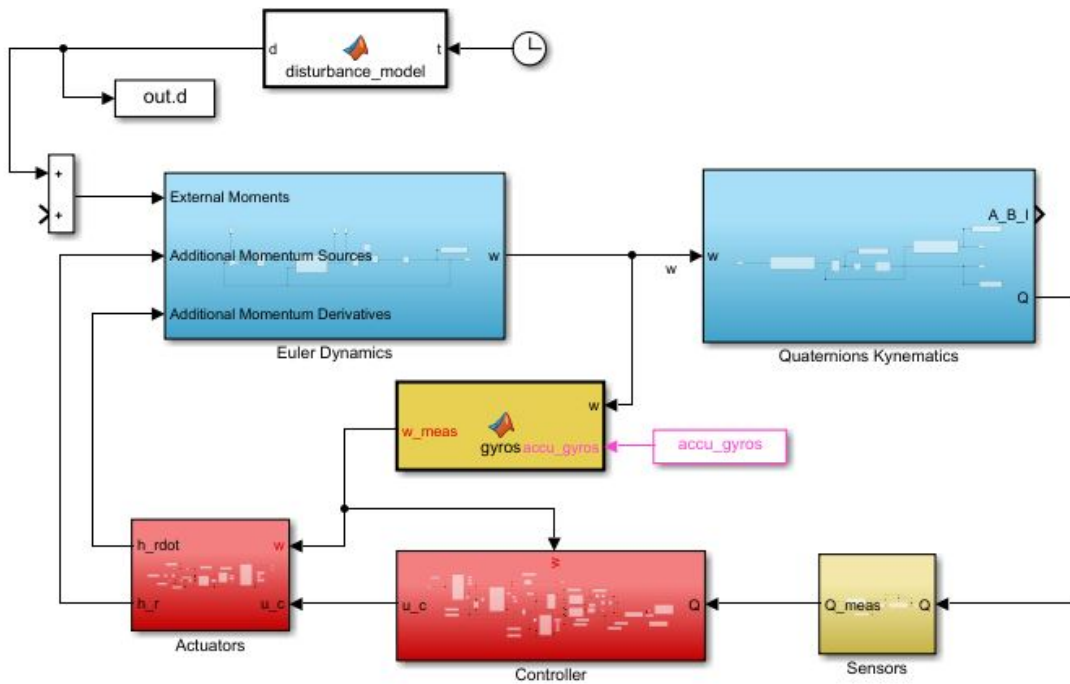 d
t
disturbance_model
out.d
+
+
External Moments
Additional Momentum Sources
Additional Momentum Derivatives
w
Euler Dynamics
w
w
A_B_I
Q
Quaternions Kynematics
w
w_meas
gyros
accu_gyros
accu_gyros
h_rdot
w
h_r
u_c
Actuators
w
u_c
Q
Controller
Q_meas
Q
Sensors